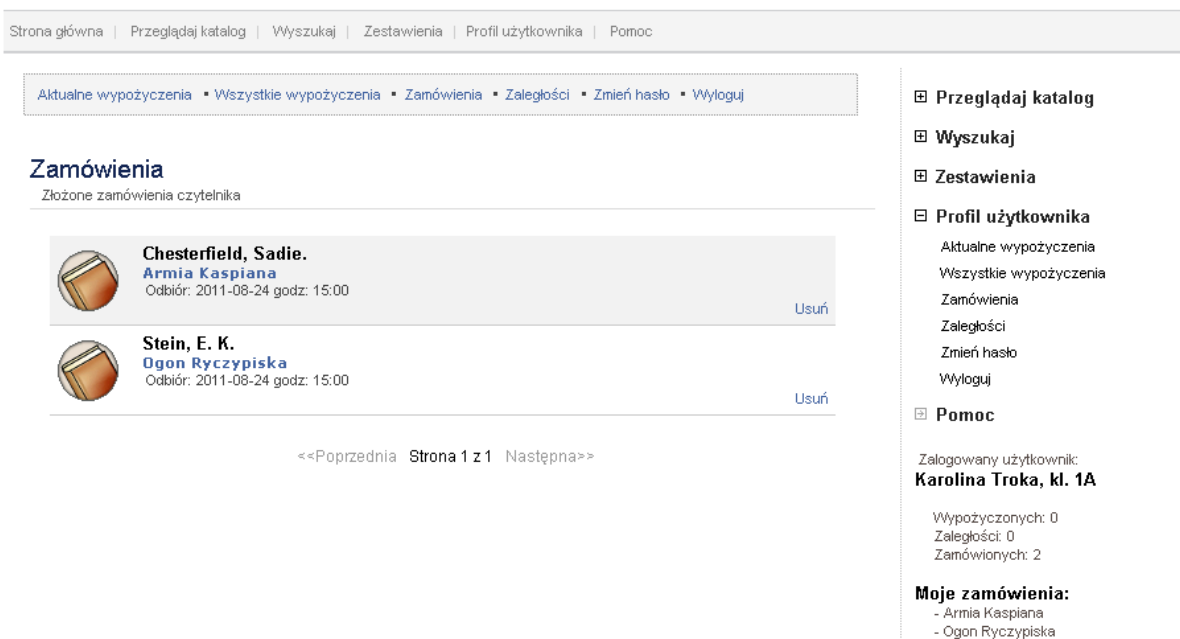 Strona główna | Przeglądaj katalog | Wyszukaj | Zestawienia | Profil użytkownika | Pomoc
Aktualne wypożyczenia ▪ Wszystkie wypożyczenia ▪ Zamówienia ▪ Zaległości ▪ Zmień hasło ▪ Wyloguj
Zamówienia
Złożone zamówienia czytelnika
Chesterfield, Sadie.
Armia Kaspiana
Odbiór: 2011-08-24 godz: 15:00
Usuń
Stein, E. K.
Ogon Ryczypiska
Odbiór: 2011-08-24 godz: 15:00
Usuń
<<Poprzednia Strona 1 z 1 Następna>>
Przeglądaj katalog
Wyszukaj
Zestawienia
Profil użytkownika
Aktualne wypożyczenia
Wszystkie wypożyczenia
Zamówienia
Zaległości
Zmień hasło
Wyloguj
Pomoc
Zalogowany użytkownik:
Karolina Troka, kl. 1A
Wypożyczonych: 0
Zaległości: 0
Zamówionych: 2
Moje zamówienia:
- Armia Kaspiana
- Ogon Ryczypiska